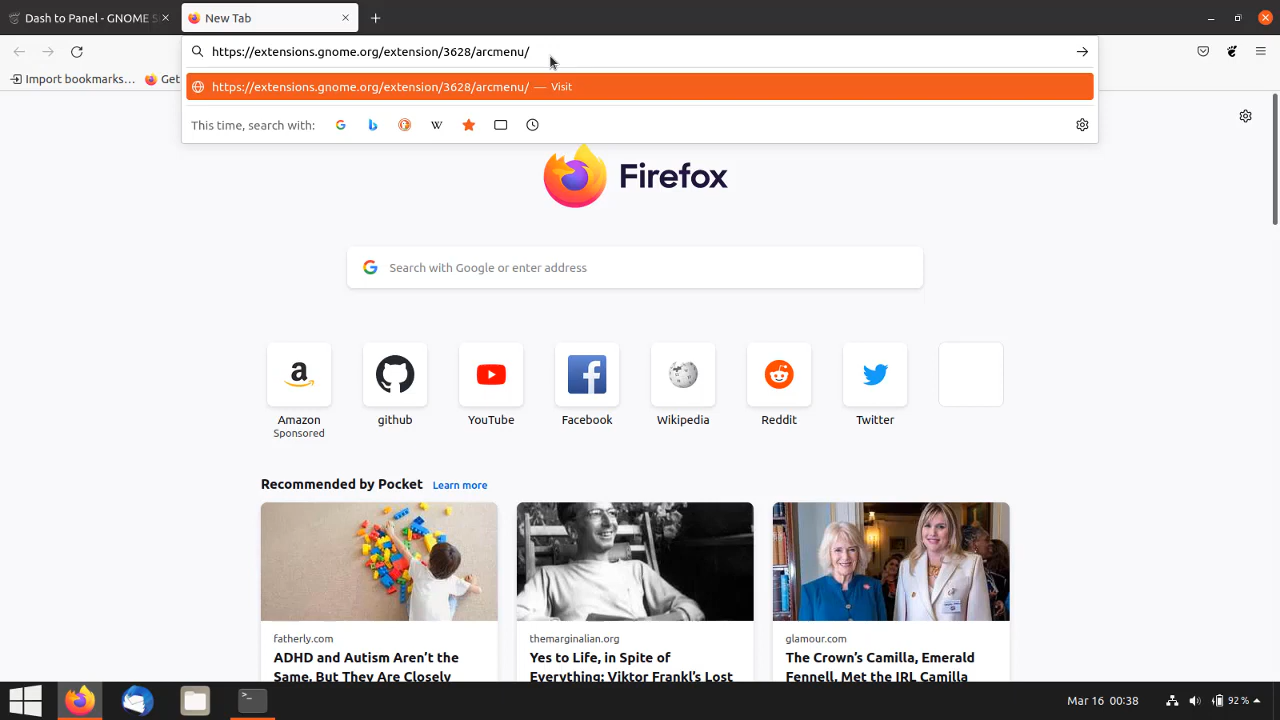 Dash to Panel - GNOME S
New Tab
https://extensions.gnome.org/extension/3628/arcmenu/
Import bookmarks...
Get
https://extensions.gnome.org/extension/3628/arcmenu/ — Visit
This time, search with:
Firefox
Search with Google or enter address
Amazon
Sponsored
github
YouTube
Facebook
Wikipedia
Reddit
Twitter
Recommended by Pocket Learn more
fatherly.com
ADHD and Autism Aren't the
Same, But They Are Closely
themarginalian.org
Yes to Life, in Spite of
Everything: Viktor Frankl's Lost
glamour.com
The Crown's Camilla, Emerald
Fennell, Met the IRL Camilla
Mar 16 00:38
92 %